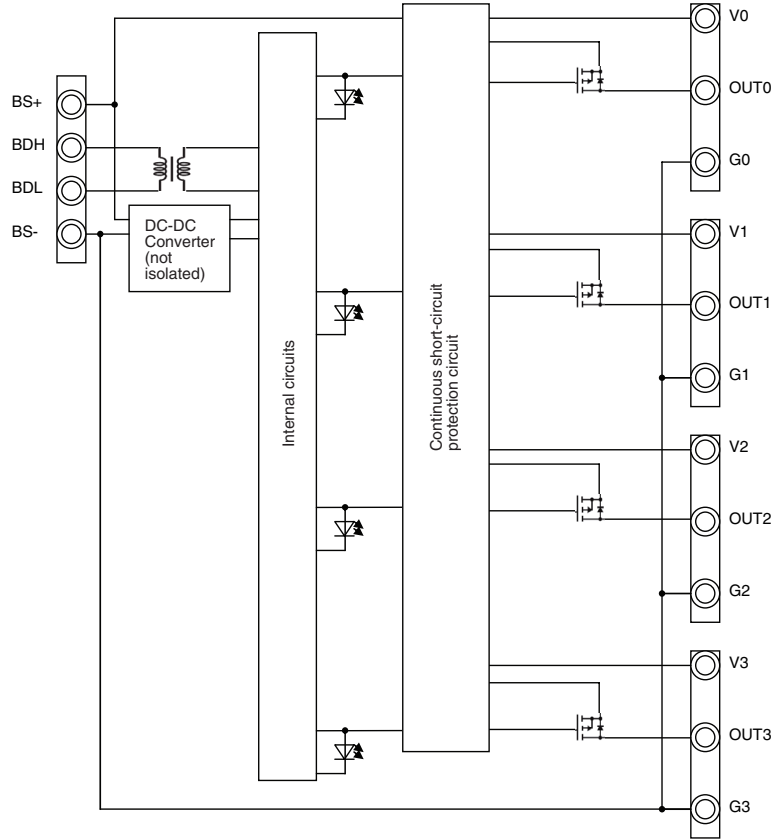 BS+
BDH
BDL
BS-
DC-DC
Converter
(not
isolated)
Internal circuits
Continuous short-circuit
protection circuit
V0
OUT0
G0
V1
OUT1
G1
V2
OUT2
G2
V3
OUT3
G3